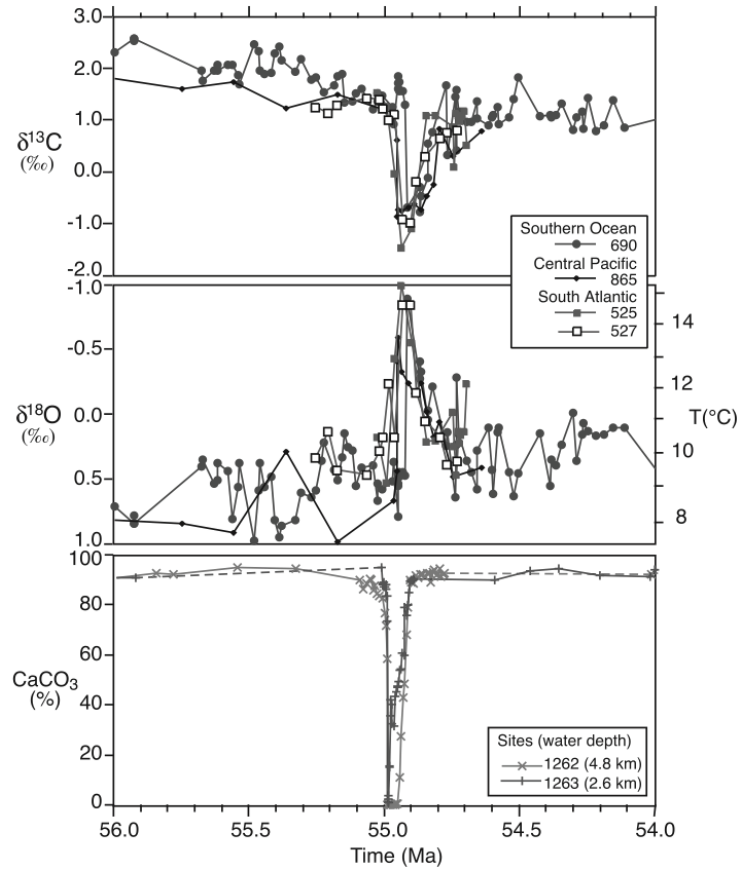 3.0
2.0
1.0
0.0
-1.0
-2.0
δ¹³C
(‰)
Southern Ocean
690
Central Pacific
865
South Atlantic
525
527
-1.0
-0.5
0.0
0.5
1.0
δ¹⁸O
(‰)
14
12
10
8
T(°C)
100
80
60
40
20
0
CaCO₃
(%)
Sites (water depth)
1262 (4.8 km)
1263 (2.6 km)
56.0 55.5 55.0 54.5 54.0
Time (Ma)